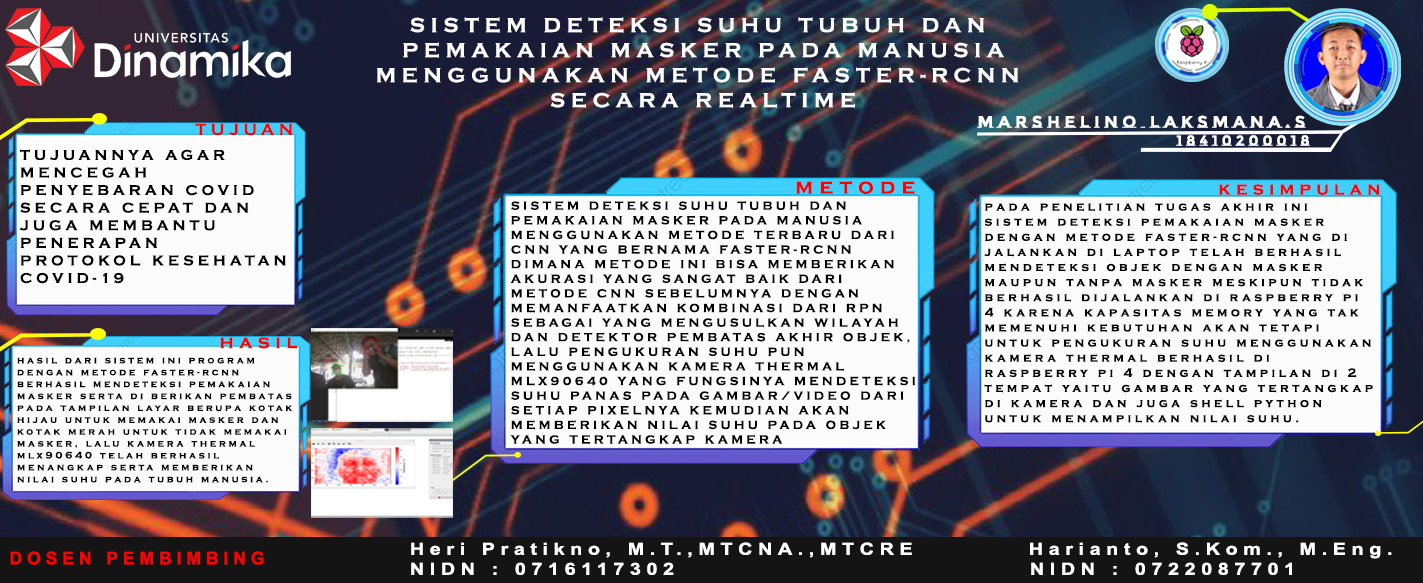 UNIVERSITAS
Dinamika
SISTEM DETEKSI SUHU TUBUH DAN
PEMAKAIAN MASKER PADA MANUSIA
MENGGUNAKAN METODE FASTER-RCNN
SECARA REALTIME
MARSHELINO LAKSMANA.S
18410200018
TUJUAN
TUJUANNYA AGAR
MENCEGAH
PENYEBARAN COVID
SECARA CEPAT DAN
JUGA MEMBANTU
PENERAPAN
PROTOKOL KESEHATAN
COVID-19
HASIL
HASIL DARI SISTEM INI PROGRAM
DENGAN METODE FASTER-RCNN
BERHASIL MENDETEKSI PEMAKAIAN
MASKER SERTA DI BERIKAN PEMBATAS
PADA TAMPILAN LAYAR BERUPA KOTAK
HIJAU UNTUK MEMAKAI MASKER DAN
KOTAK MERAH UNTUK TIDAK MEMAKAI
MASKER, LALU KAMERA THERMAL
MLX90640 TELAH BERHASIL
MENANGKAP SERTA MEMBERIKAN
NILAI SUHU PADA TUBUH MANUSIA.
METODE
SISTEM DETEKSI SUHU TUBUH DAN
PEMAKAIAN MASKER PADA MANUSIA
MENGGUNAKAN METODE TERBARU DARI
CNN YANG BERNAMA FASTER-RCNN
DIMANA METODE INI BISA MEMBERIKAN
AKURASI YANG SANGAT BAIK DARI
METODE CNN SEBELUMNYA DENGAN
MEMANFAATKAN KOMBINASI DARI RPN
SEBAGAI YANG MENGUSULKAN WILAYAH
DAN DETEKTOR PEMBATAS AKHIR OBJEK,
LALU PENGUKURAN SUHU PUN
MENGGUNAKAN KAMERA THERMAL
MLX90640 YANG FUNGSINYA MENDETEKSI
SUHU PANAS PADA GAMBAR/VIDEO DARI
SETIAP PIXELNYA KEMUDIAN AKAN
MEMBERIKAN NILAI SUHU PADA OBJEK
YANG TERTANGKAP KAMERA
KESIMPULAN
PADA PENELITIAN TUGAS AKHIR INI
SISTEM DETEKSI PEMAKAIAN MASKER
DENGAN METODE FASTER-RCNN YANG DI
JALANKAN DI LAPTOP TELAH BERHASIL
MENDETEKSI OBJEK DENGAN MASKER
MAUPUN TANPA MASKER MESKIPUN TIDAK
BERHASIL DIJALANKAN DI RASPBERRY PI
4 KARENA KAPASITAS MEMORY YANG TAK
MEMENUHI KEBUTUHAN AKAN TETAPI
UNTUK PENGUKURAN SUHU MENGGUNAKAN
KAMERA THERMAL BERHASIL DI
RASPBERRY PI 4 DENGAN TAMPILAN DI 2
TEMPAT YAITU GAMBAR YANG TERTANGKAP
DI KAMERA DAN JUGA SHELL PYTHON
UNTUK MENAMPILKAN NILAI SUHU.
DOSEN PEMBIMBING
Heri Pratikno, M.T.,MTCNA.,MTCRE
NIDN : 0716117302
Harianto, S.Kom., M.Eng.
NIDN : 0722087701